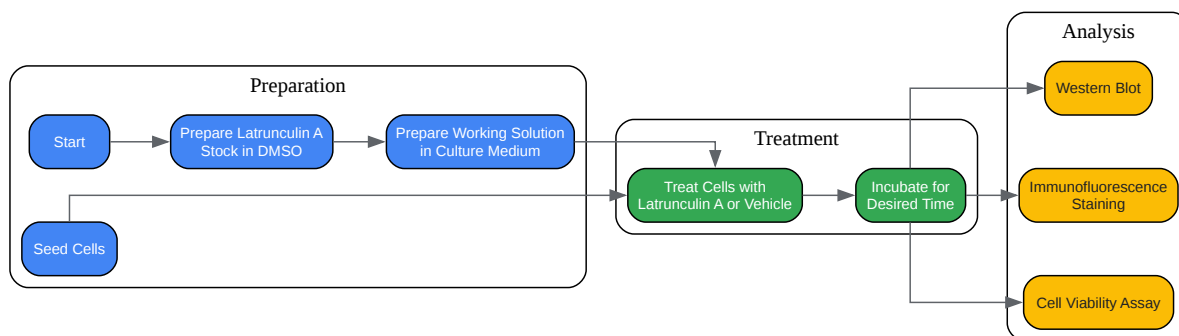 Preparation
Start
Prepare Latrunculin A
Stock in DMSO
Prepare Working Solution
in Culture Medium
Seed Cells
Treatment
Treat Cells with
Latrunculin A or Vehicle
Incubate for
Desired Time
Analysis
Western Blot
Immunofluorescence
Staining
Cell Viability Assay